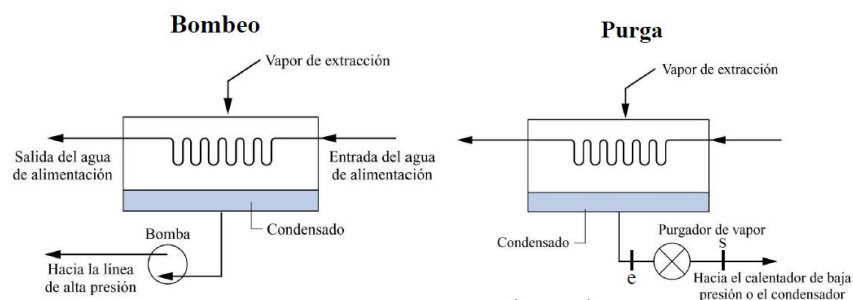 Bombeo
Vapor de extracción
Salida del agua
de alimentación
Entrada del agua
de alimentación
Condensado
Bomba
Hacia la línea
de alta presión
Purga
Vapor de extracción
Condensado
Purgador de vapor
e
s
Hacia el calentador de baja
presión o el condensador